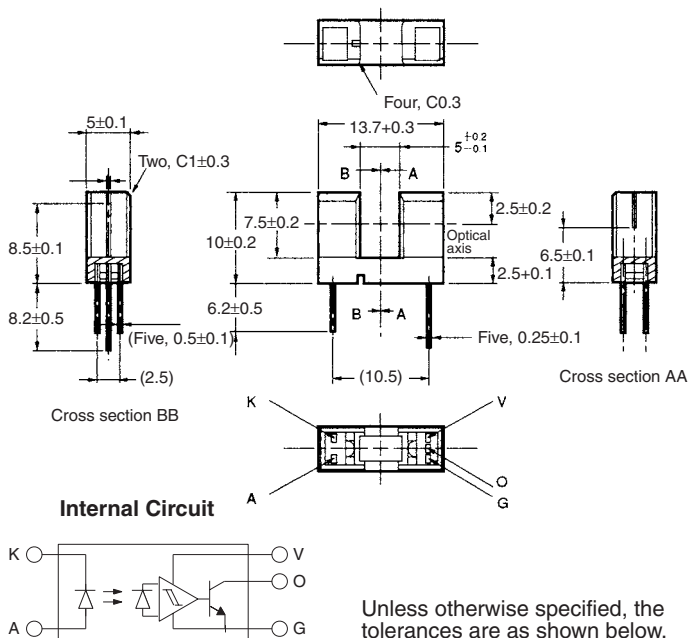 Four, C0.3
5±0.1
13.7+0.3
+0.2
5−0.1
Two, C1±0.3
B
A
7.5±0.2
2.5±0.2
8.5±0.1
10±0.2
Optical
axis
6.5±0.1
2.5+0.1
8.2±0.5
6.2±0.5
B
A
(Five, 0.5±0.1)
Five, 0.25±0.1
(2.5)
(10.5)
Cross section AA
Cross section BB
K
V
A
O
G
Internal Circuit
K
V
O
A
G
Unless otherwise specified, the
tolerances are as shown below.